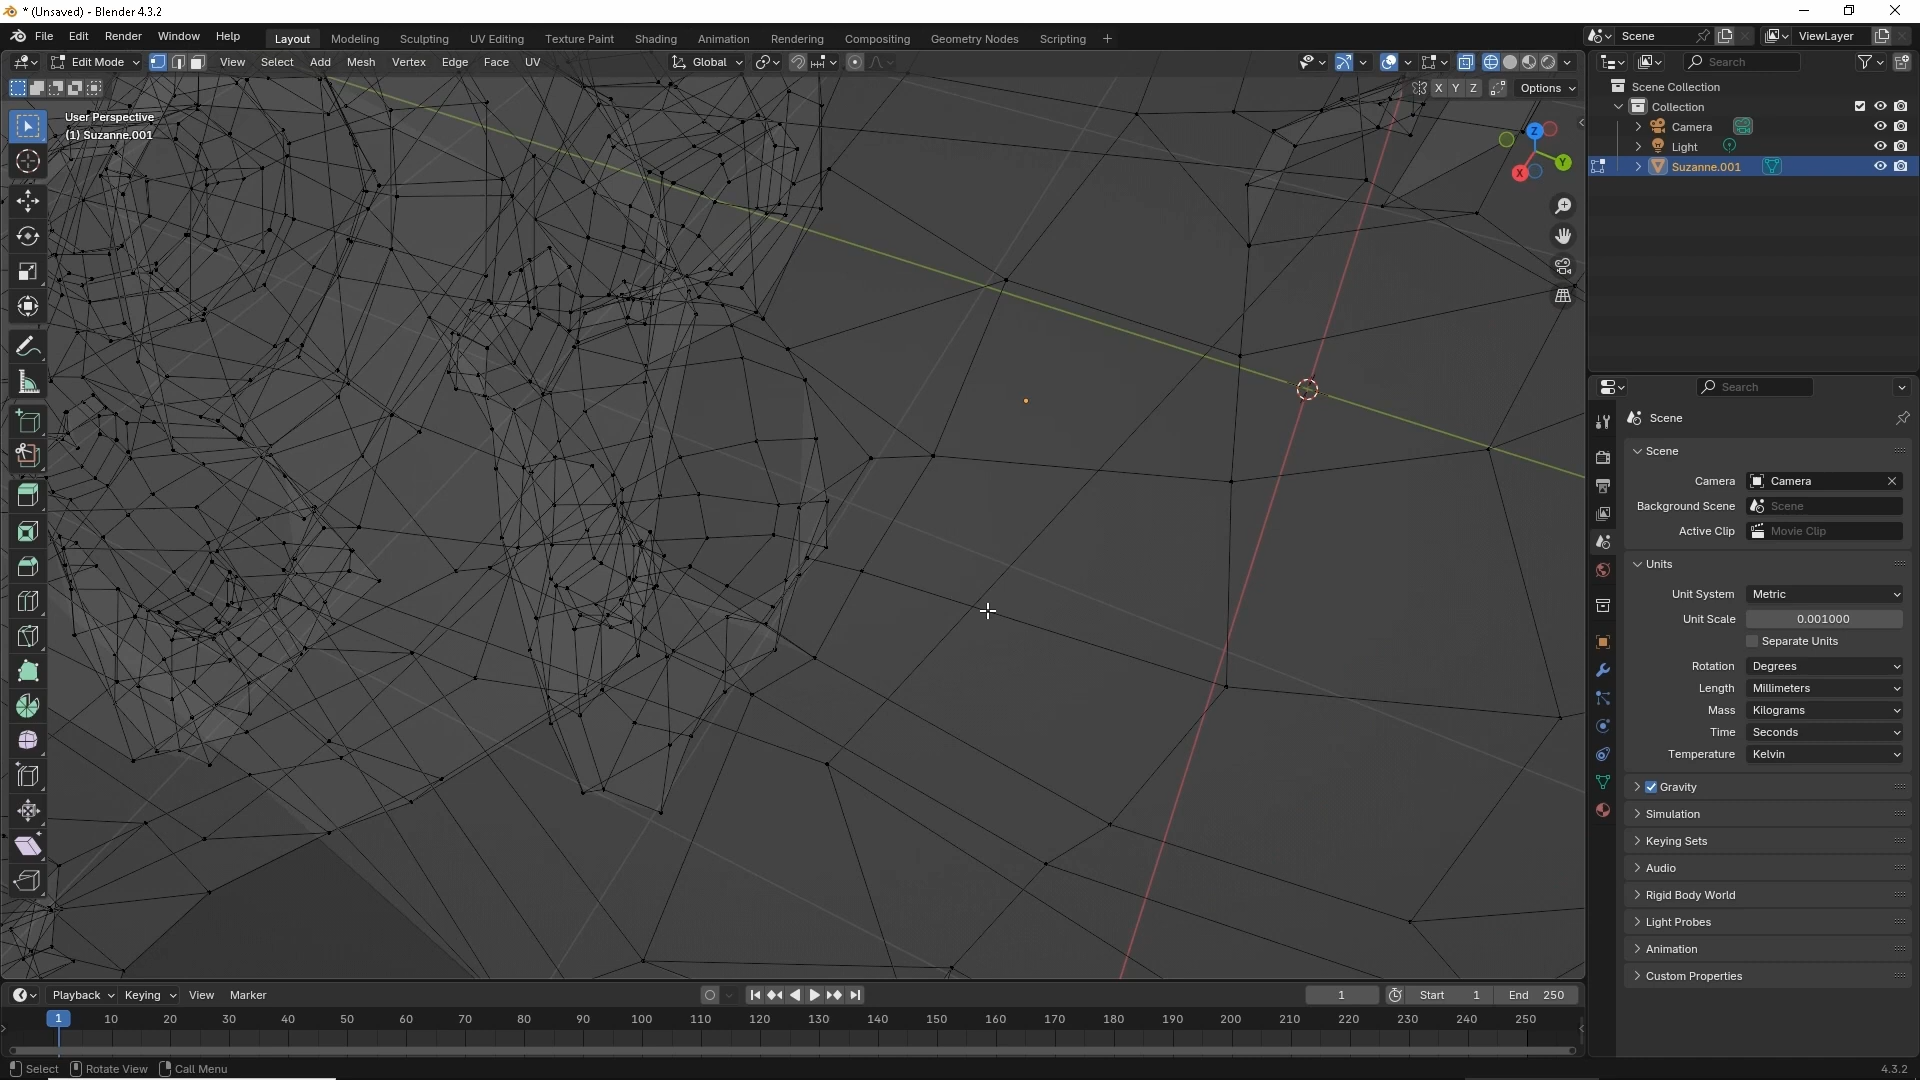 * (Unsaved) - Blender 4.3.2
File Edit Render Window Help Layout Modeling Sculpting UV Editing Texture Paint Shading Animation Rendering Compositing Geometry Nodes Scripting + Scene ViewLayer
Edit Mode View Select Add Mesh Vertex Edge Face UV Global Search
X Y Z Options
User Perspective
(1) Suzanne.001
Z
Y
X
Scene Collection
Collection
Camera
Light
Suzanne.001
Search
Scene
Scene
Camera Camera
Background Scene Scene
Active Clip Movie Clip
Units
Unit System Metric
Unit Scale 0.001000
Separate Units
Rotation Degrees
Length Millimeters
Mass Kilograms
Time Seconds
Temperature Kelvin
Gravity
Simulation
Keying Sets
Audio
Rigid Body World
Light Probes
Animation
Custom Properties
Playback Keying View Marker 1 Start 1 End 250
1 10 20 30 40 50 60 70 80 90 100 110 120 130 140 150 160 170 180 190 200 210 220 230 240 250
Select Rotate View Call Menu 4.3.2